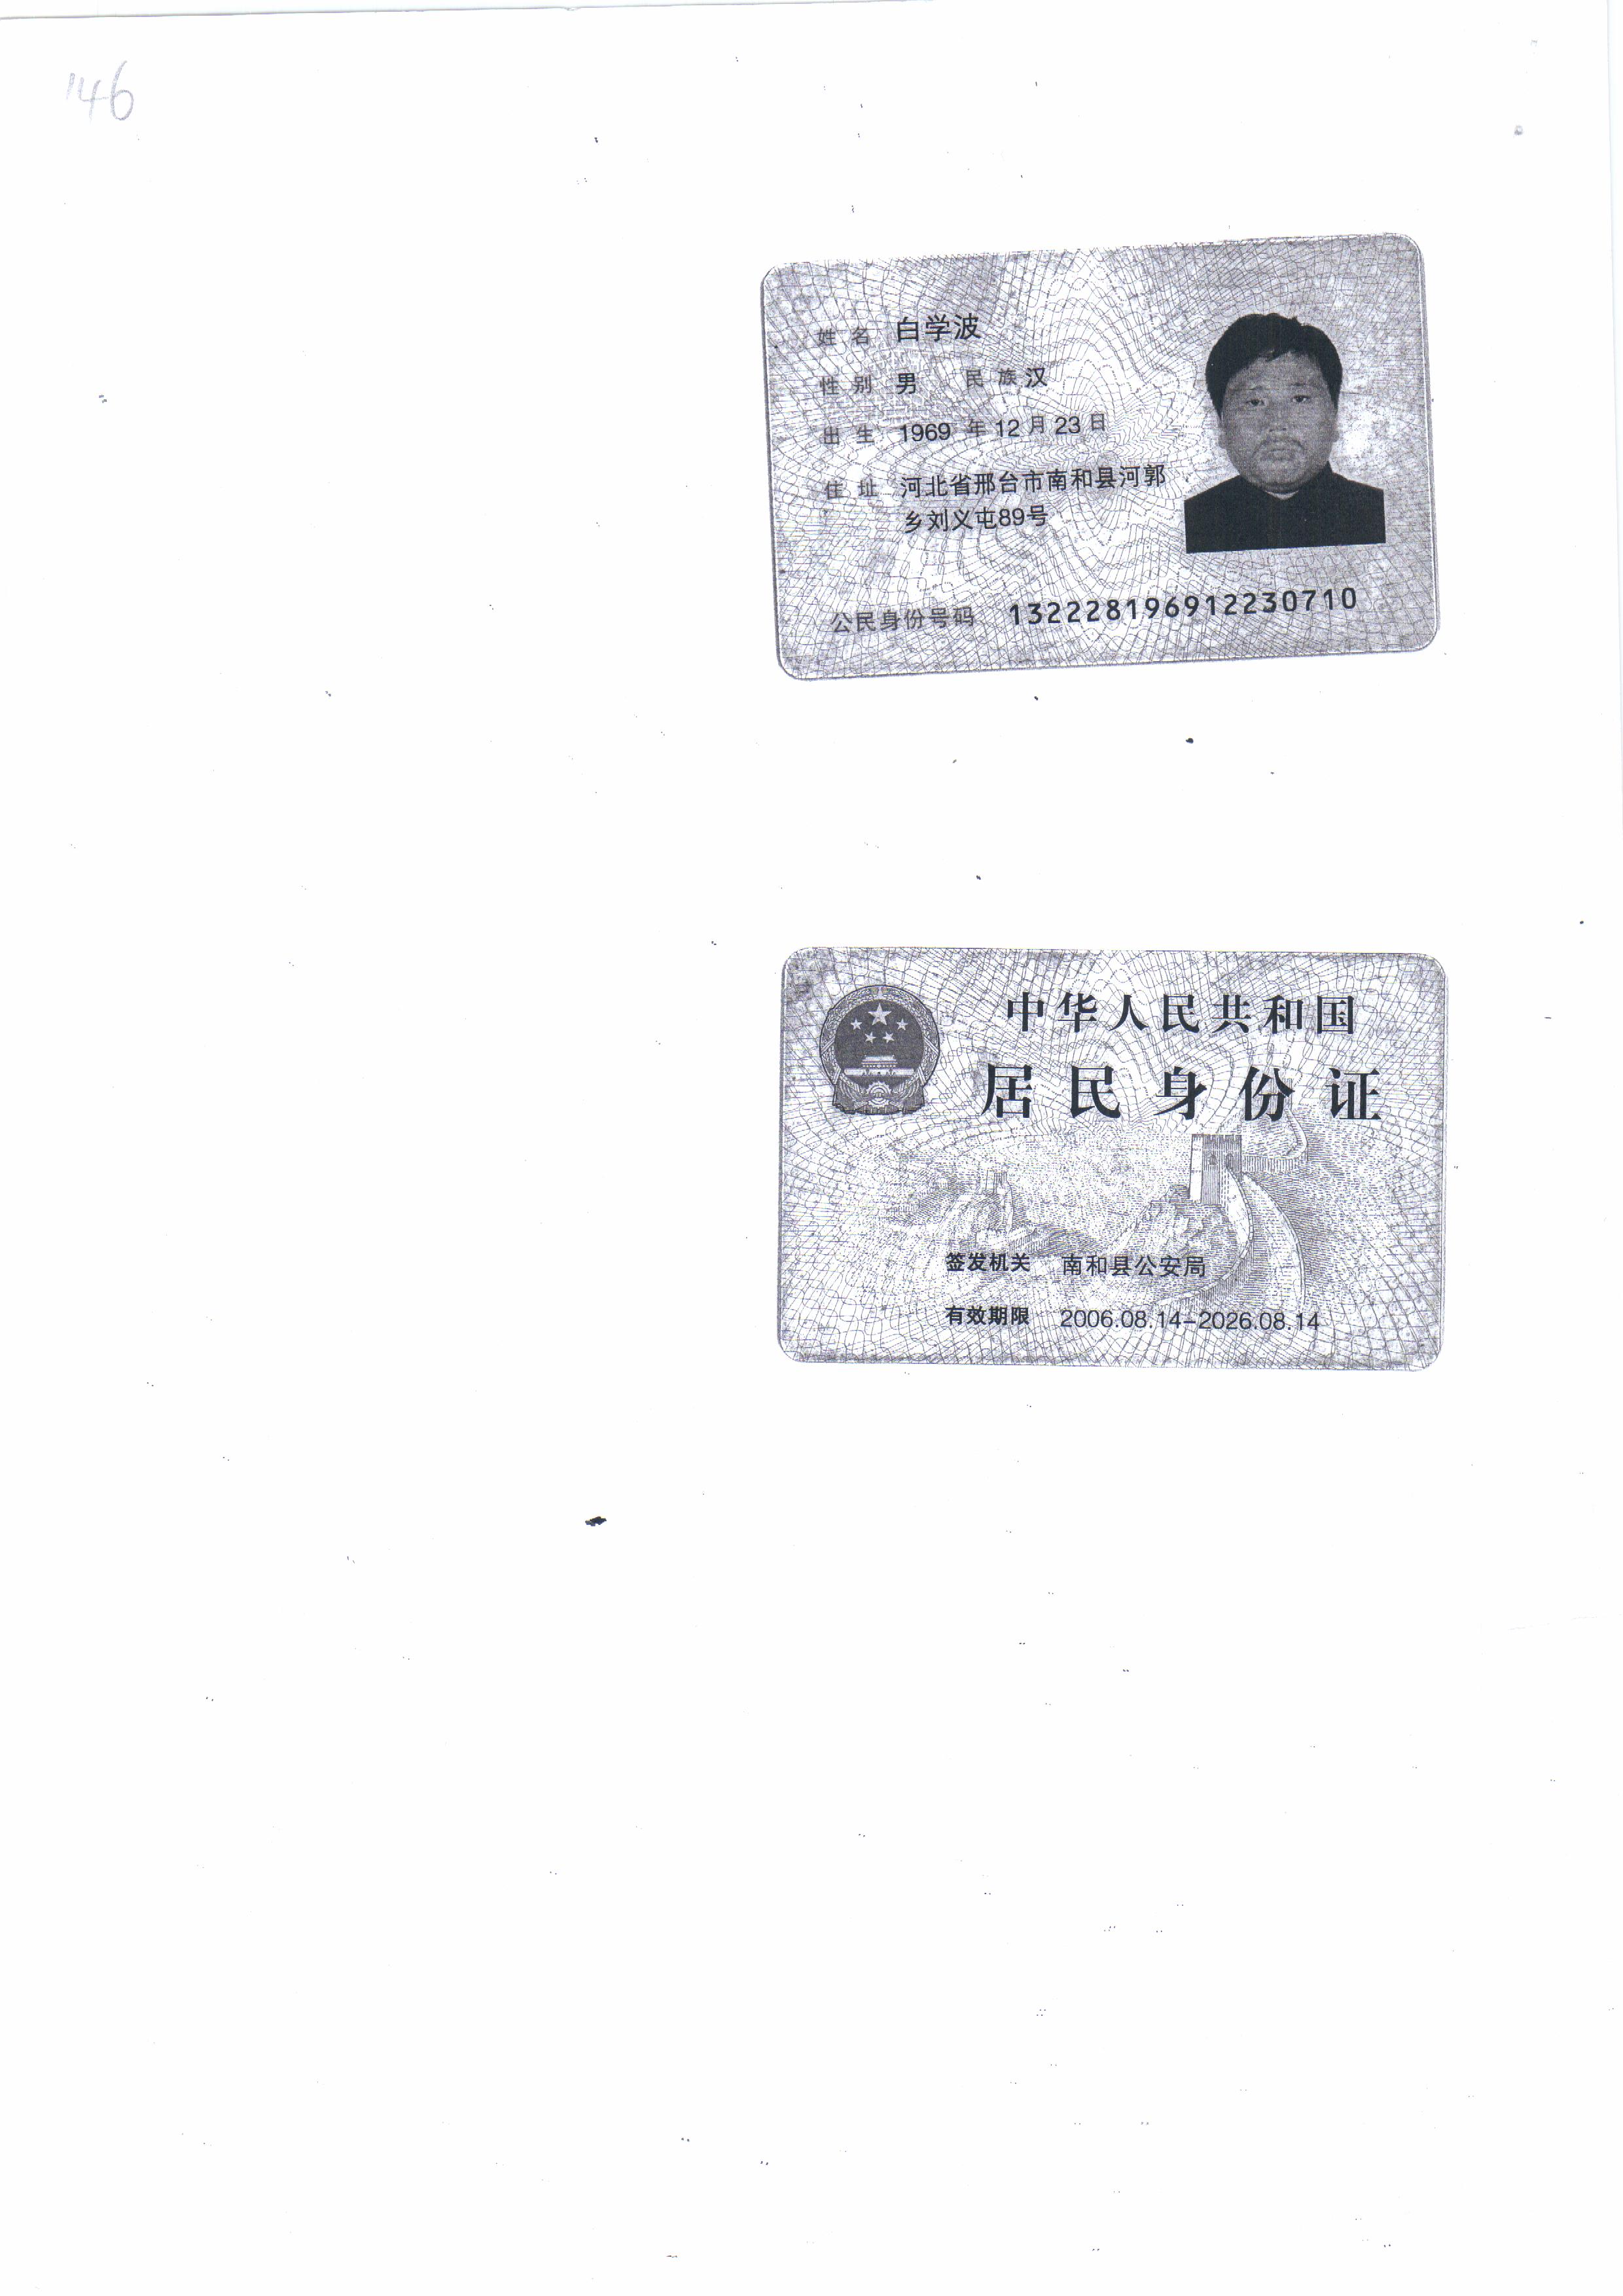 146
姓名 白学波
性别 男 民族 汉
出生 1969 年 12 月 23 日
住址 河北省邢台市南和县河郭
乡刘义屯89号
公民身份号码 132228196912230710
中华人民共和国
居民身份证
签发机关 南和县公安局
有效期限 2006.08.14-2026.08.14